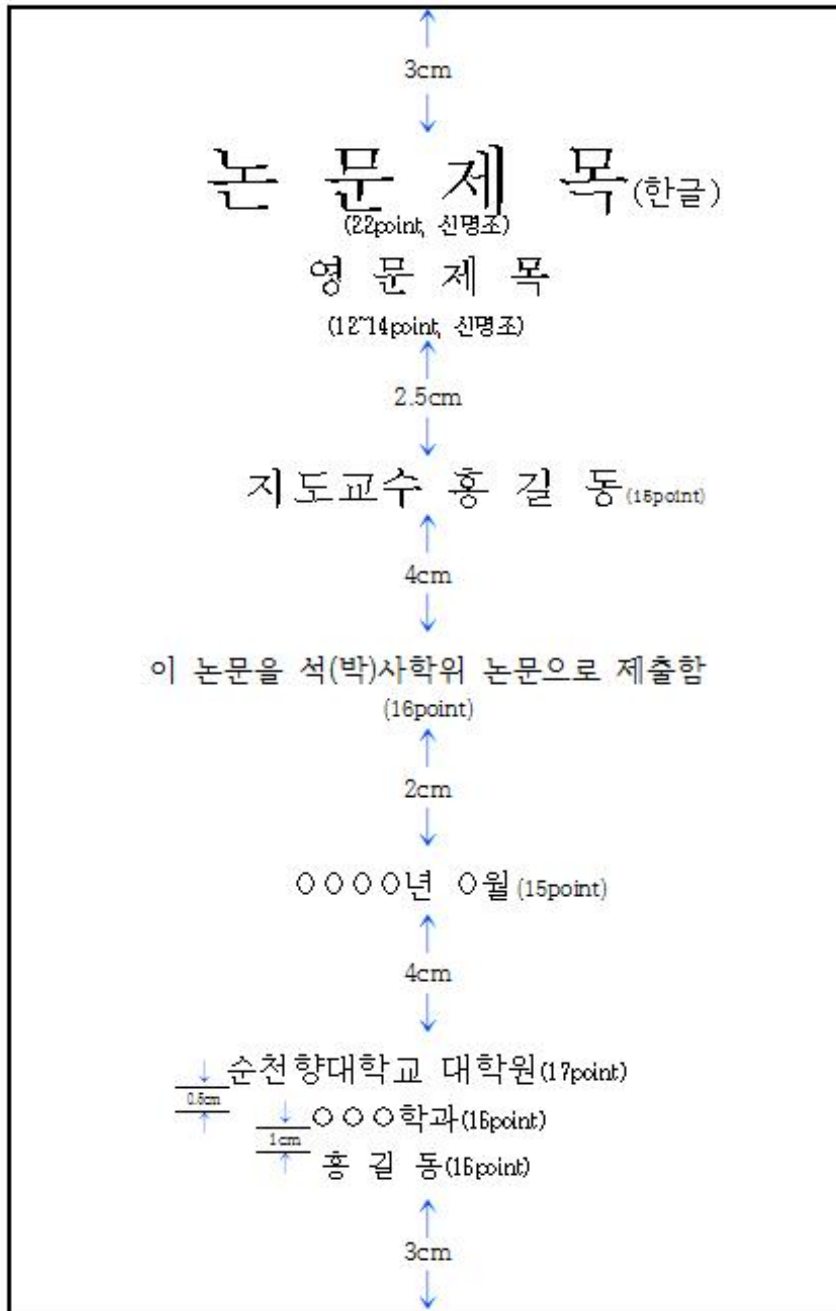 3cm
논 문 제 목(한글)
(22point, 신명조)
영 문 제 목
(12~14point, 신명조)
2.5cm
지도교수 홍 길 동(15point)
4cm
이 논문을 석(박)사학위 논문으로 제출함
(16point)
2cm
○○○○년 ○월(15point)
4cm
순천향대학교 대학원(17point)
0.5cm
○○○학과(16point)
1cm
홍 길 동(16point)
3cm